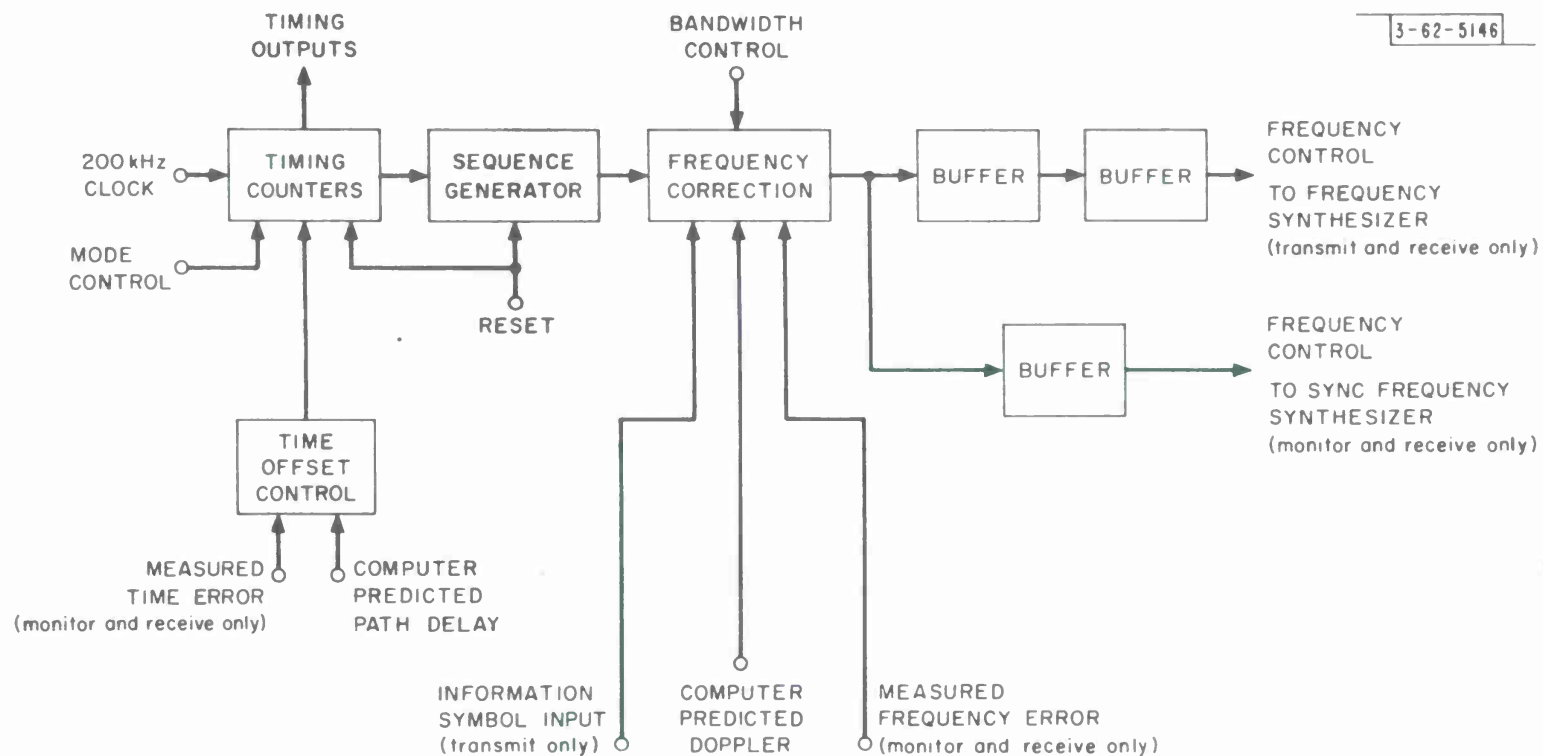 3-62-5146
TIMING
OUTPUTS
BANDWIDTH
CONTROL
200 kHz
CLOCK
TIMING
COUNTERS
SEQUENCE
GENERATOR
FREQUENCY
CORRECTION
BUFFER
BUFFER
FREQUENCY
CONTROL
TO FREQUENCY
SYNTHESIZER
(transmit and receive only)
MODE
CONTROL
RESET
BUFFER
FREQUENCY
CONTROL
TO SYNC FREQUENCY
SYNTHESIZER
(monitor and receive only)
TIME
OFFSET
CONTROL
MEASURED
TIME ERROR
(monitor and receive only)
COMPUTER
PREDICTED
PATH DELAY
INFORMATION
SYMBOL INPUT
(transmit only)
COMPUTER
PREDICTED
DOPPLER
MEASURED
FREQUENCY ERROR
(monitor and receive only)